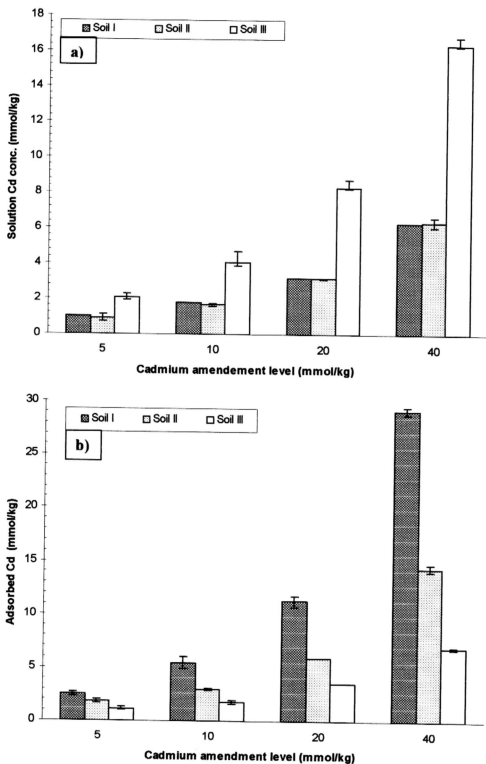 Soil I Soil II Soil III
a)
18
16
14
12
10
8
6
4
2
0
Solution Cd conc. (mmol/kg)
5 10 20 40
Cadmium amendement level (mmol/kg)
Soil I Soil II Soil III
b)
30
25
20
15
10
5
0
Adsorbed Cd (mmol/kg)
5 10 20 40
Cadmium amendment level (mmol/kg)